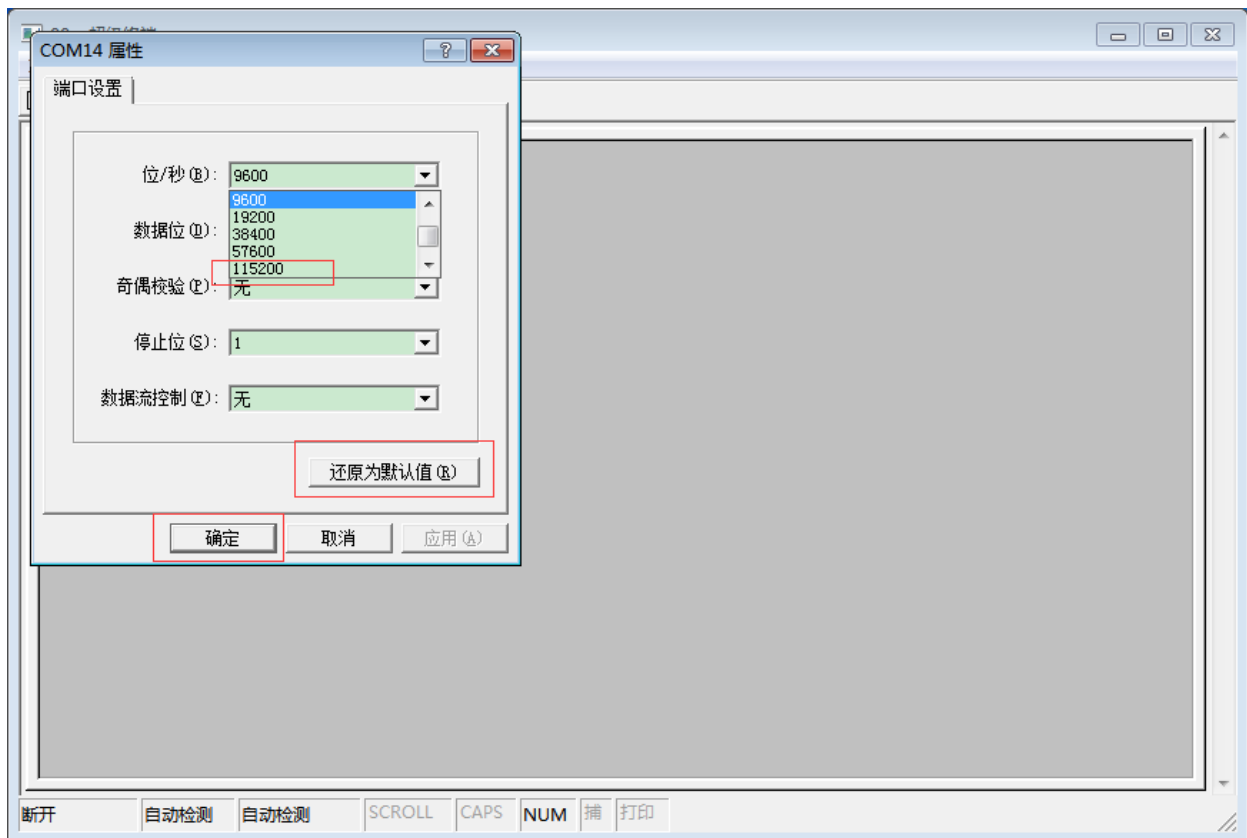 COM14 属性
端口设置
位/秒(B): 9600
9600
19200
数据位(D):
38400
57600
115200
奇偶校验(P): 无
停止位(S): 1
数据流控制(F): 无
还原为默认值(R)
确定 取消 应用(A)
断开 自动检测 自动检测 SCROLL CAPS NUM 捕 打印